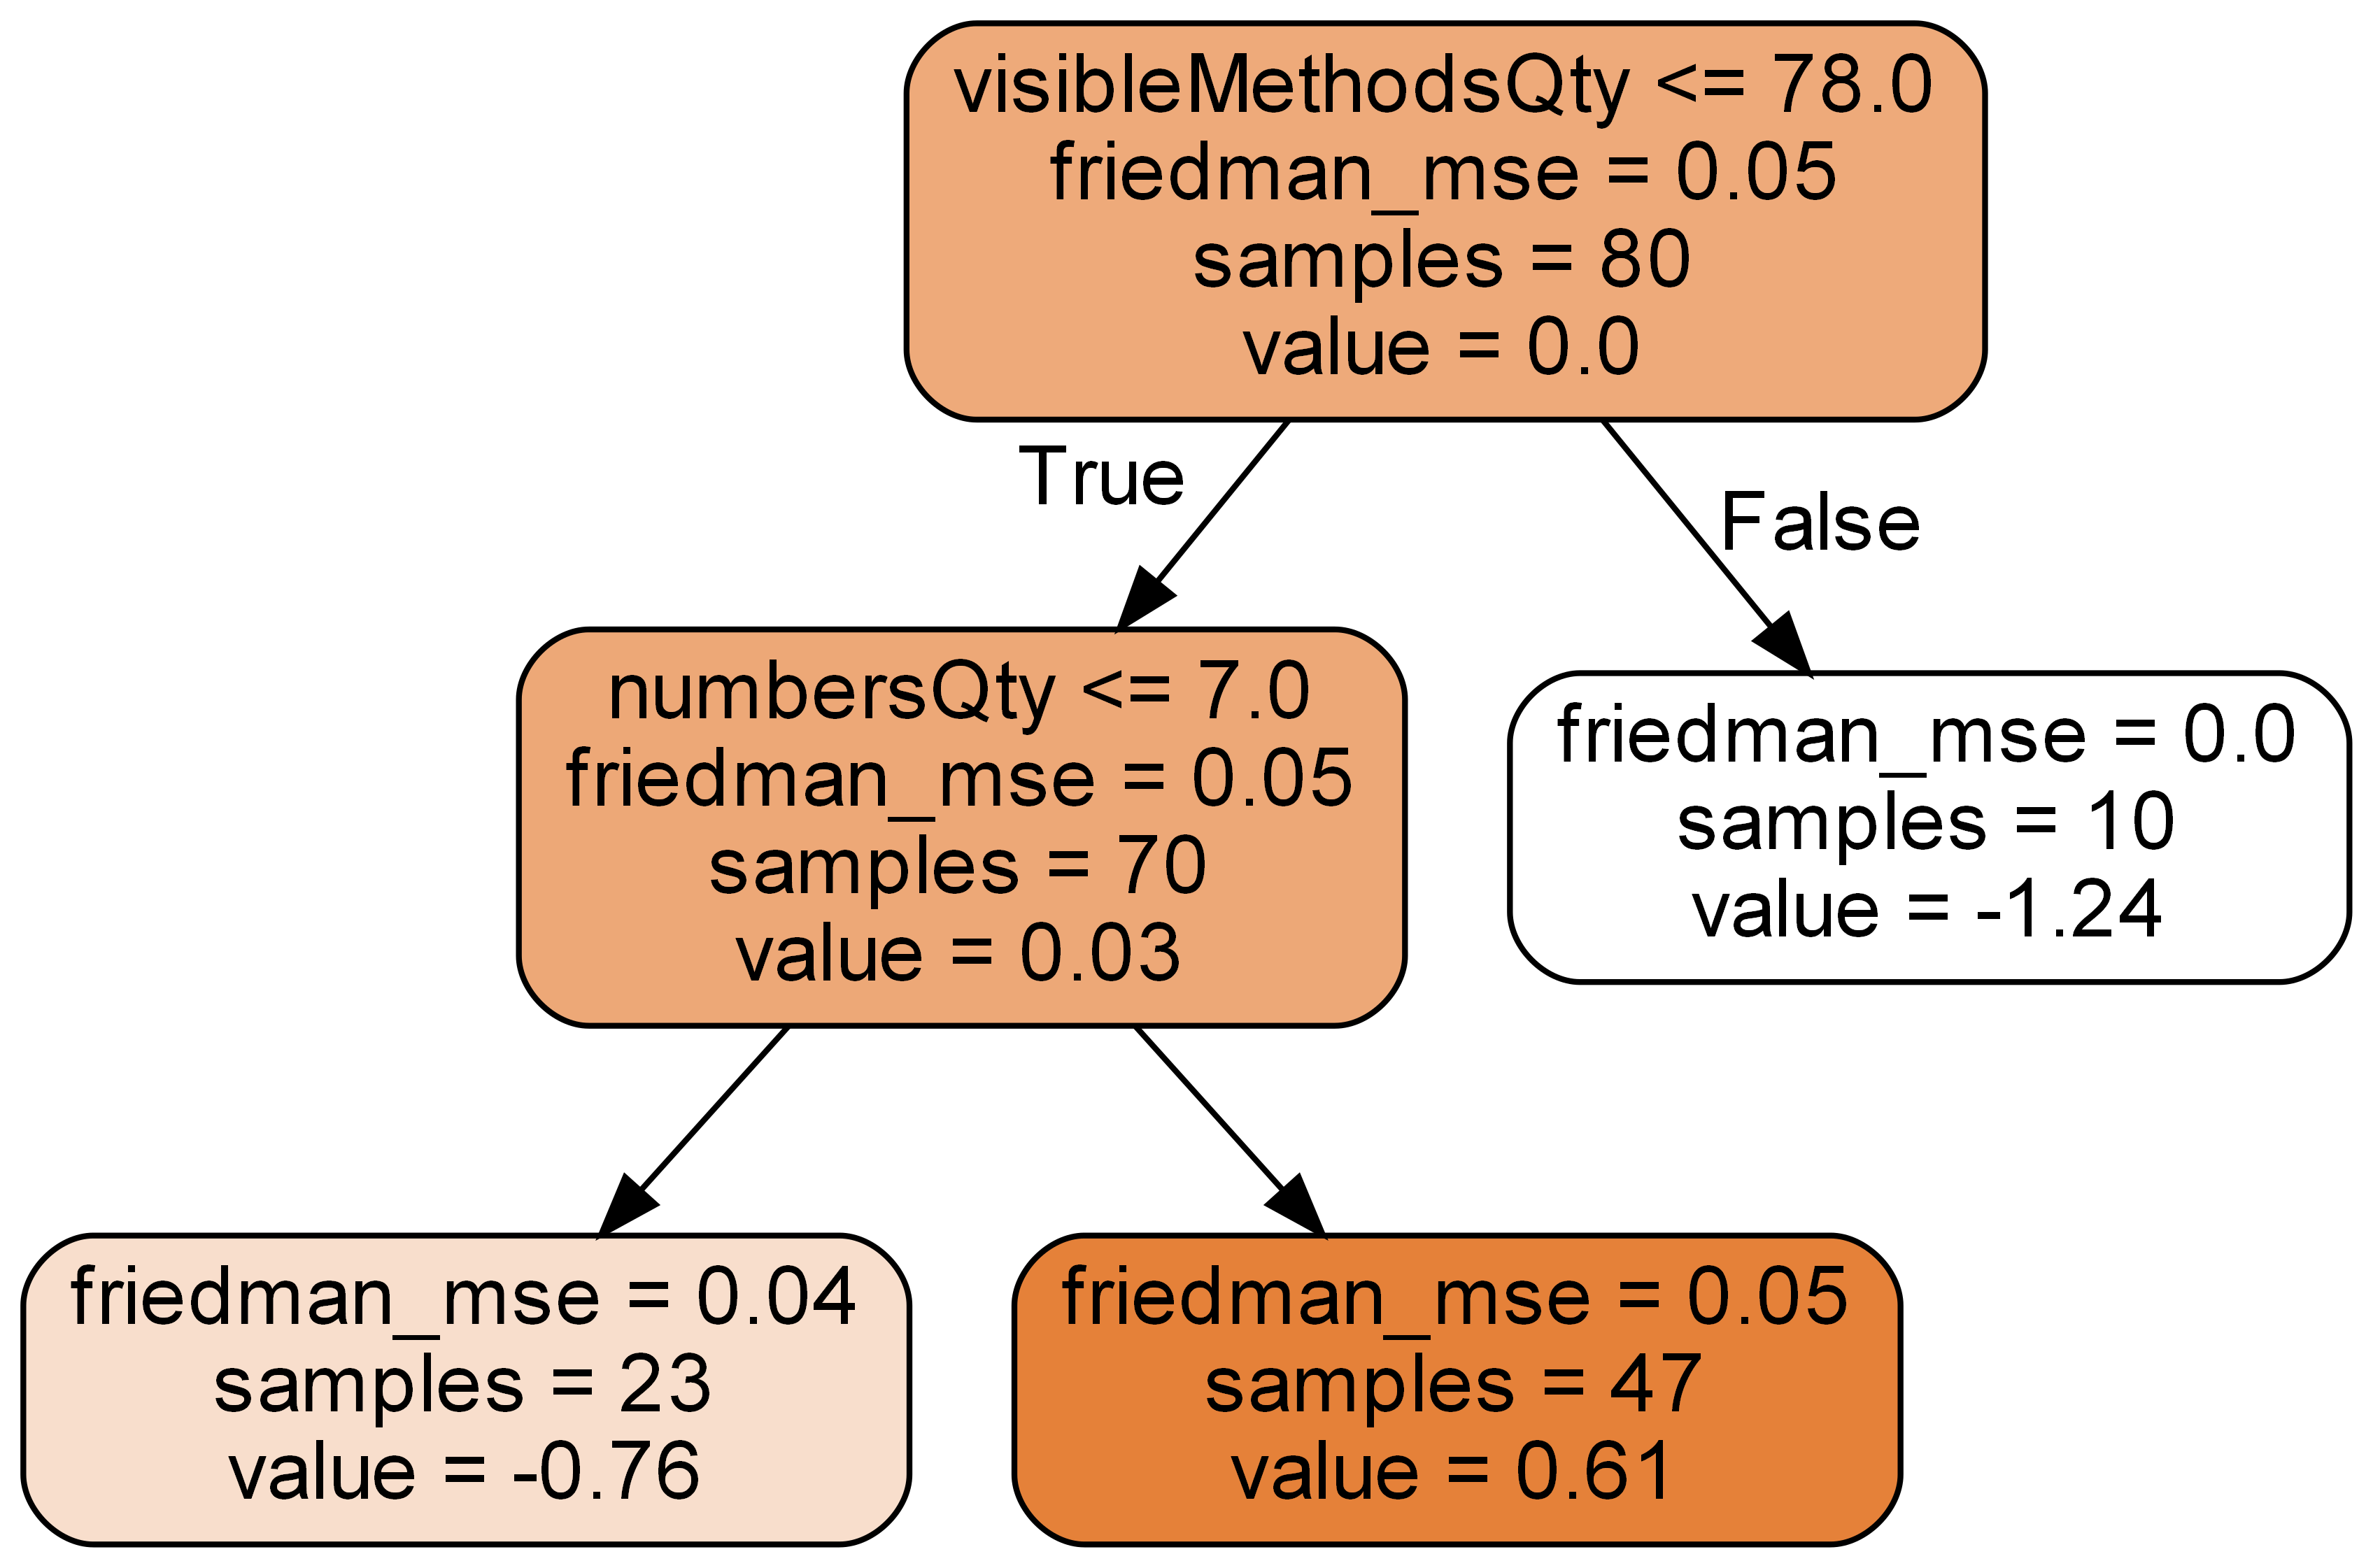 visibleMethodsQty <= 78.0
friedman_mse = 0.05
samples = 80
value = 0.0
True
False
numbersQty <= 7.0
friedman_mse = 0.05
samples = 70
value = 0.03
friedman_mse = 0.0
samples = 10
value = -1.24
friedman_mse = 0.04
samples = 23
value = -0.76
friedman_mse = 0.05
samples = 47
value = 0.61